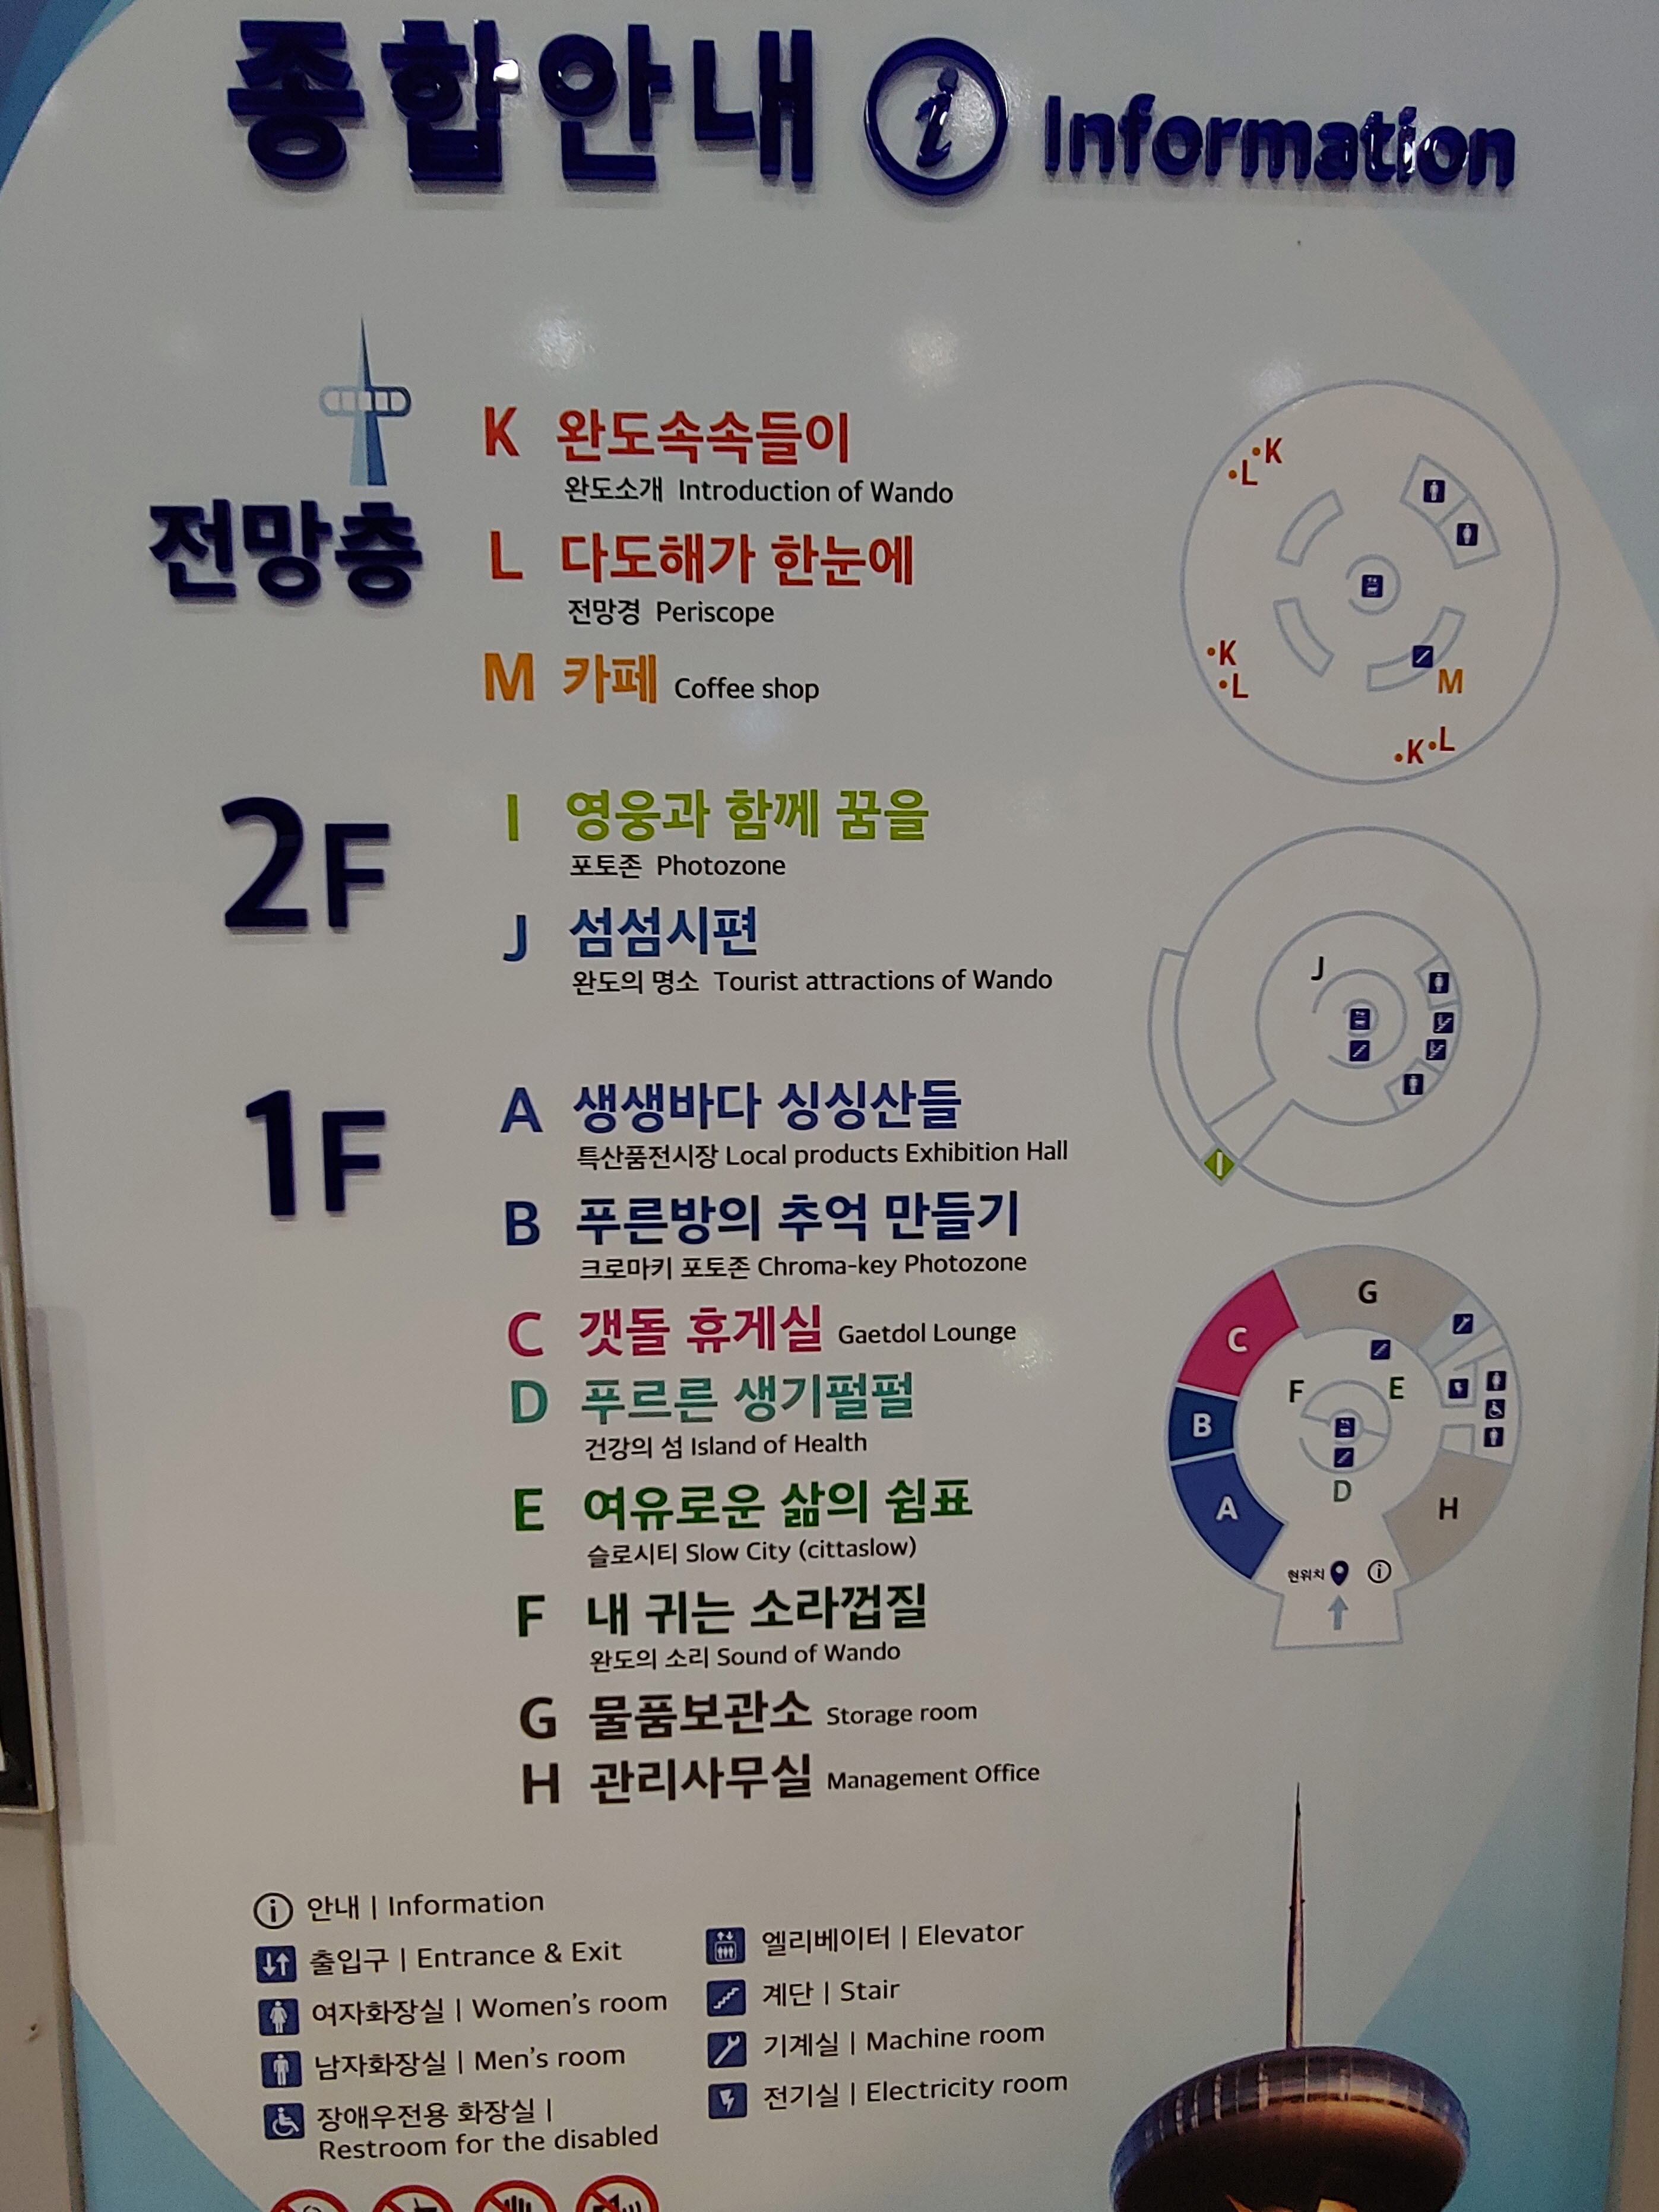 종합안내 i Information
전망층
K 완도속속들이
완도소개 Introduction of Wando
L 다도해가 한눈에
전망경 Periscope
M 카페 Coffee shop
K
L
K
L
M
K L
2F
I 영웅과 함께 꿈을
포토존 Photozone
J 섬섬시편
완도의 명소 Tourist attractions of Wando
J
I
1F
A 생생바다 싱싱산들
특산품전시장 Local products Exhibition Hall
B 푸른방의 추억 만들기
크로마키 포토존 Chroma-key Photozone
C 갯돌 휴게실 Gaetdol Lounge
D 푸르른 생기펄펄
건강의 섬 Island of Health
E 여유로운 삶의 쉼표
슬로시티 Slow City (cittaslow)
F 내 귀는 소라껍질
완도의 소리 Sound of Wando
G 물품보관소 Storage room
H 관리사무실 Management Office
G
C
F E
B
D
A H
현위치 i
i 안내 | Information
출입구 | Entrance & Exit
여자화장실 | Women's room
남자화장실 | Men's room
장애우전용 화장실 |
Restroom for the disabled
엘리베이터 | Elevator
계단 | Stair
기계실 | Machine room
전기실 | Electricity room